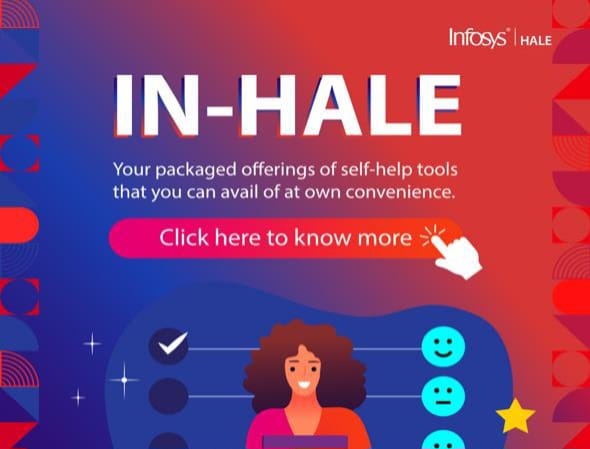 Infosys® | HALE
IN-HALE
Your packaged offerings of self-help tools
that you can avail of at own convenience.
Click here to know more